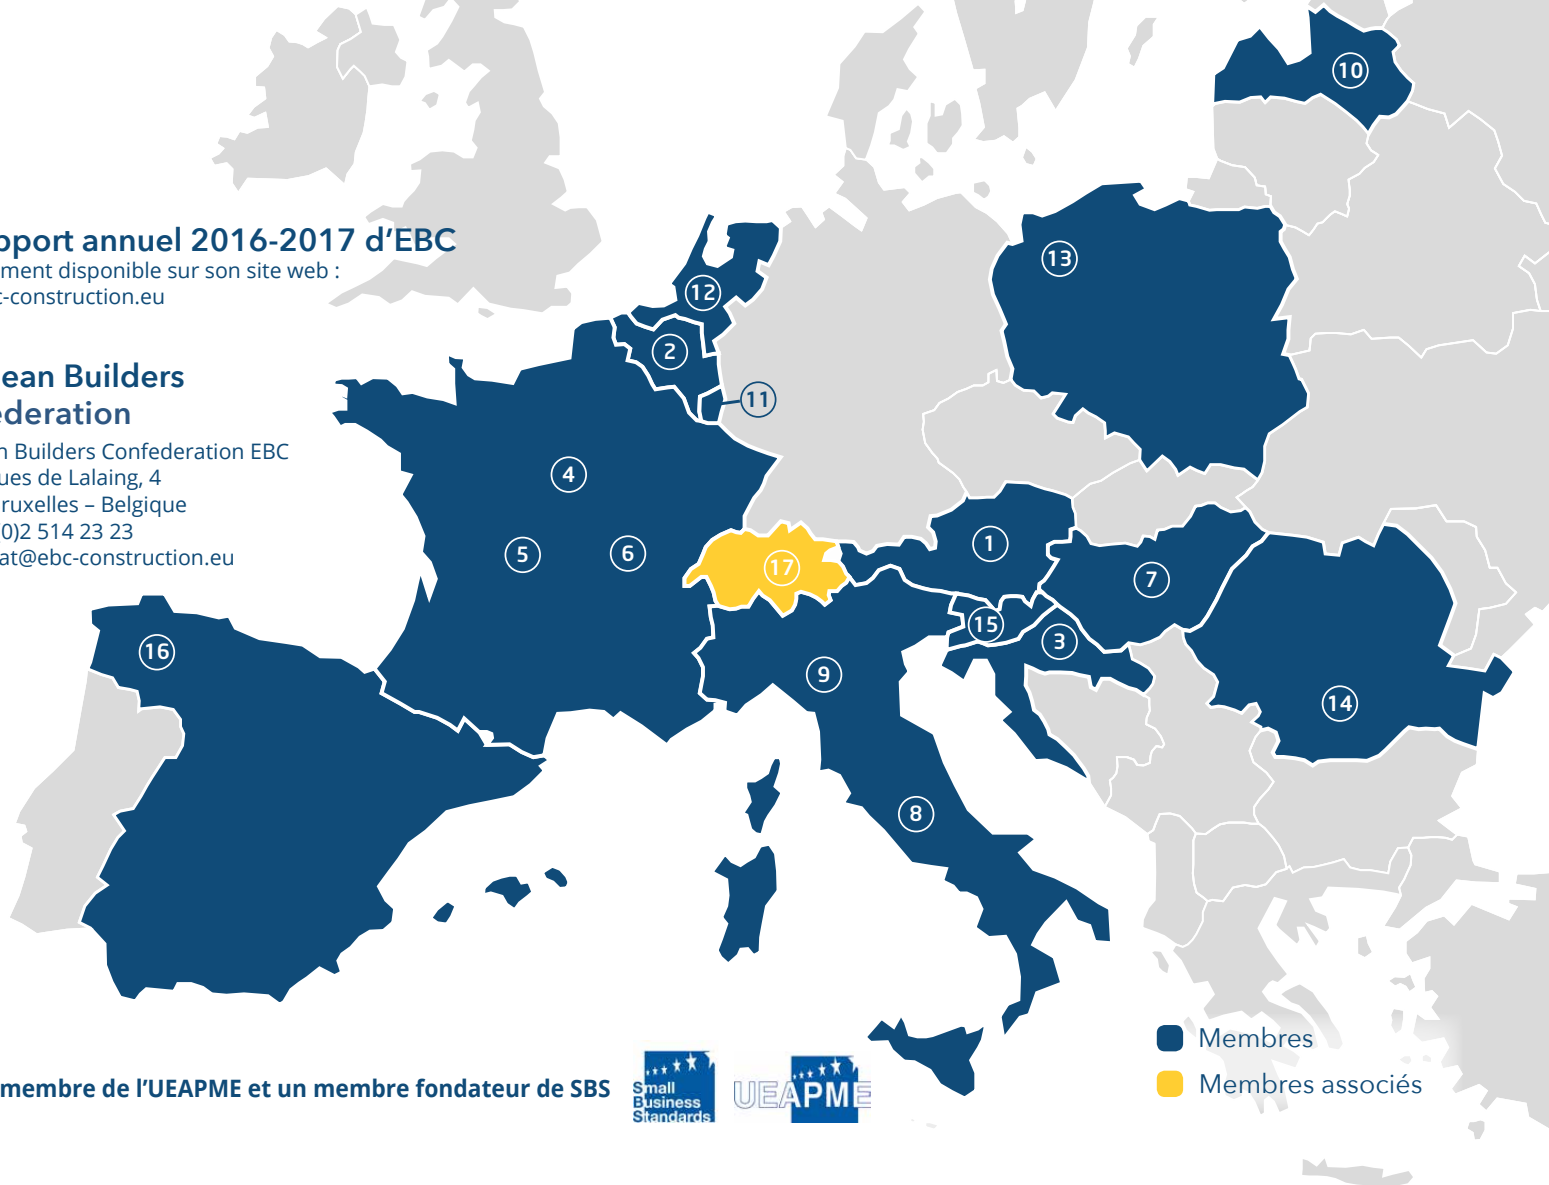 pport annuel 2016-2017 d’EBC
ment disponible sur son site web :
c-construction.eu
ean Builders
ederation
n Builders Confederation EBC
ues de Lalaing, 4
ruxelles – Belgique
(0)2 514 23 23
at@ebc-construction.eu
10
13
12
2
11
4
5
6
17
1
7
15
3
16
9
14
8
Membres
Membres associés
membre de l’UEAPME et un membre fondateur de SBS
Small
Business
Standards
UEAPME